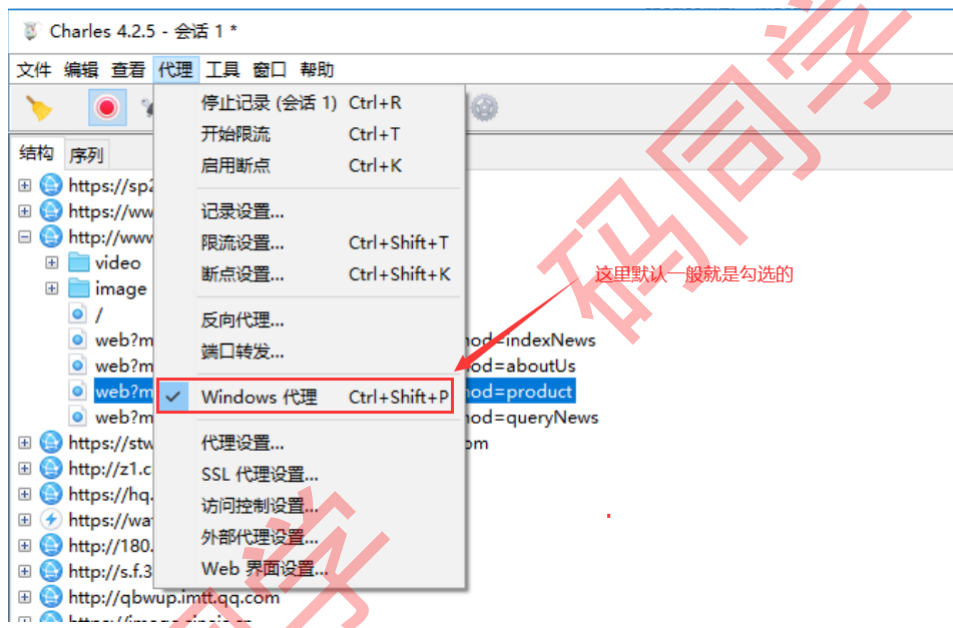 Charles 4.2.5 - 会话 1 *
文件 编辑 查看 代理 工具 窗口 帮助
停止记录 (会话 1) Ctrl+R
开始限流 Ctrl+T
启用断点 Ctrl+K
结构 序列
记录设置...
限流设置... Ctrl+Shift+T
断点设置... Ctrl+Shift+K
反向代理...
端口转发...
Windows 代理 Ctrl+Shift+P
代理设置...
SSL 代理设置...
访问控制设置...
外部代理设置...
Web 界面设置...
https://sp2
https://www
http://www
video
image
/
web?m
nod=indexNews
web?m
nod=aboutUs
web?m
nod=product
web?m
nod=queryNews
https://stw
om
http://z1.c
https://hq.
https://wa
http://180.
http://s.f.3
http://qbwup.imtt.qq.com
这里默认一般就是勾选的
码同学
同学